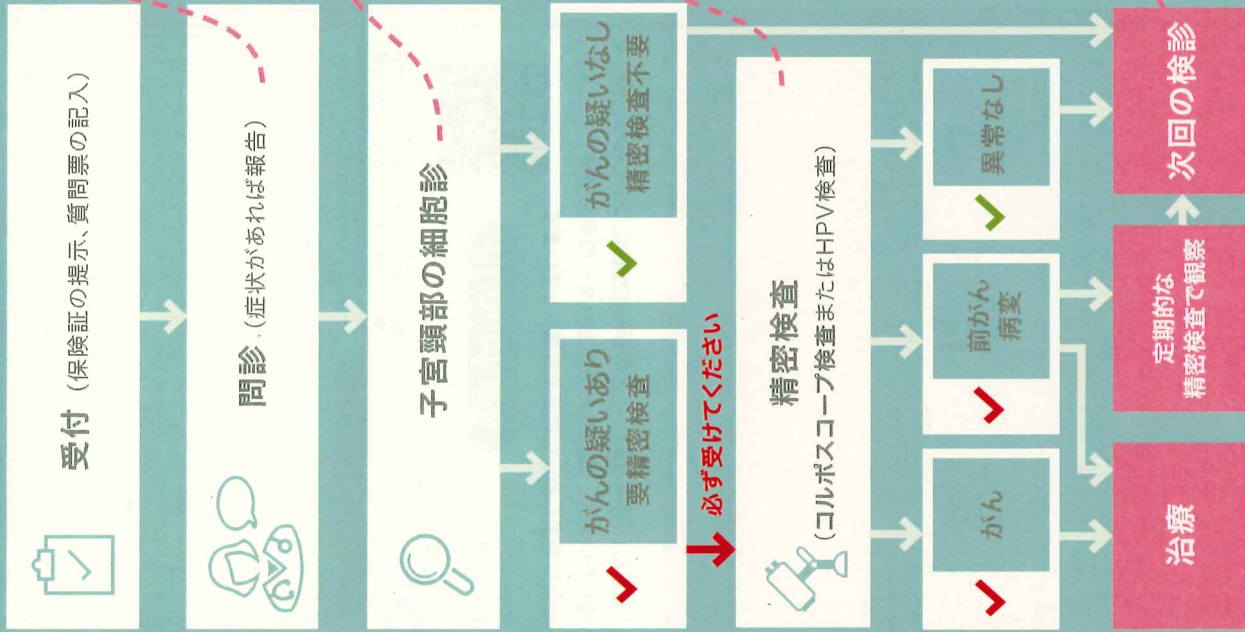 受付 (保険証の提示、質問票の記入)
問診 (症状があれば報告)
子宮頸部の細胞診
がんの疑いあり
要精密検査
がんの疑いなし
精密検査不要
必ず受けてください
精密検査
(コルポスコープ検査またはHPV検査)
がん
前がん
病変
異常なし
治療
定期的な
精密検査で観察
次回の検診